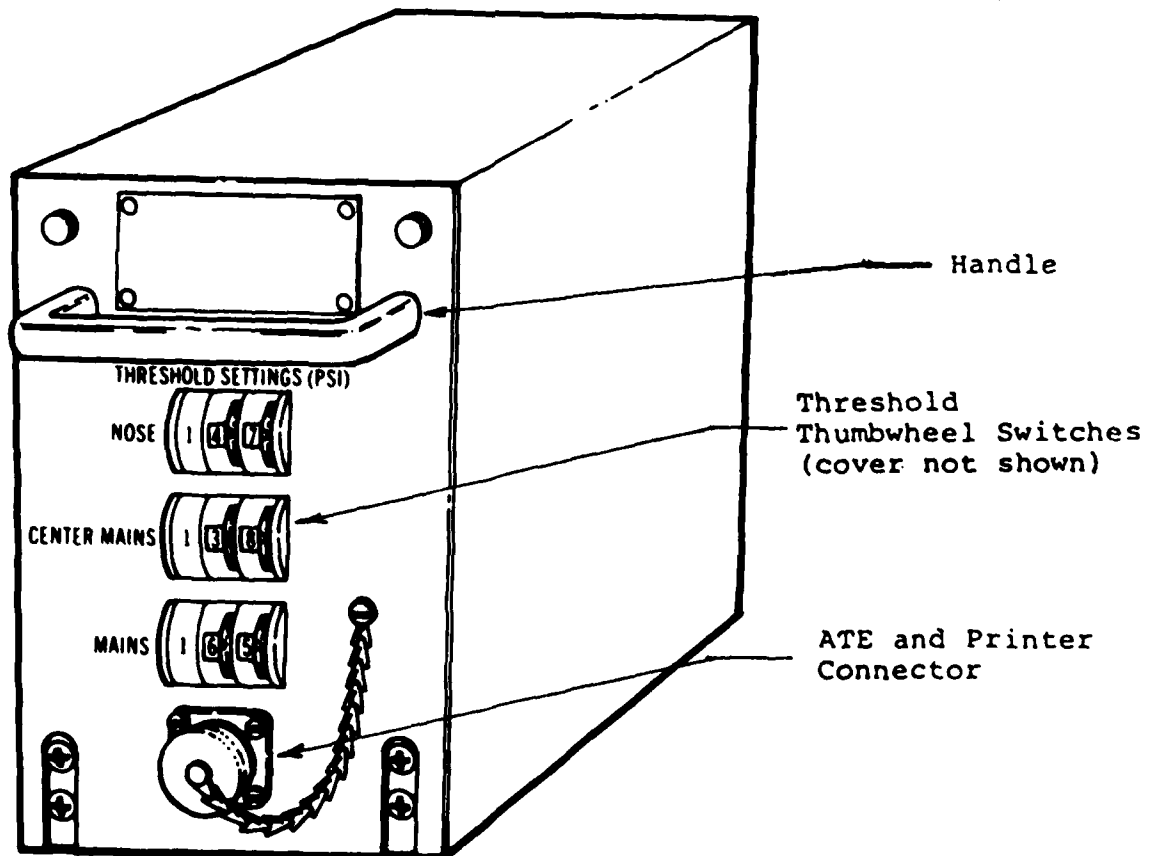 Handle
THRESHOLD SETTINGS (PSI)
NOSE 1 4 7
Threshold
Thumbwheel Switches
(cover not shown)
CENTER MAINS 1 3 8
MAINS 1 6 5
ATE and Printer
Connector